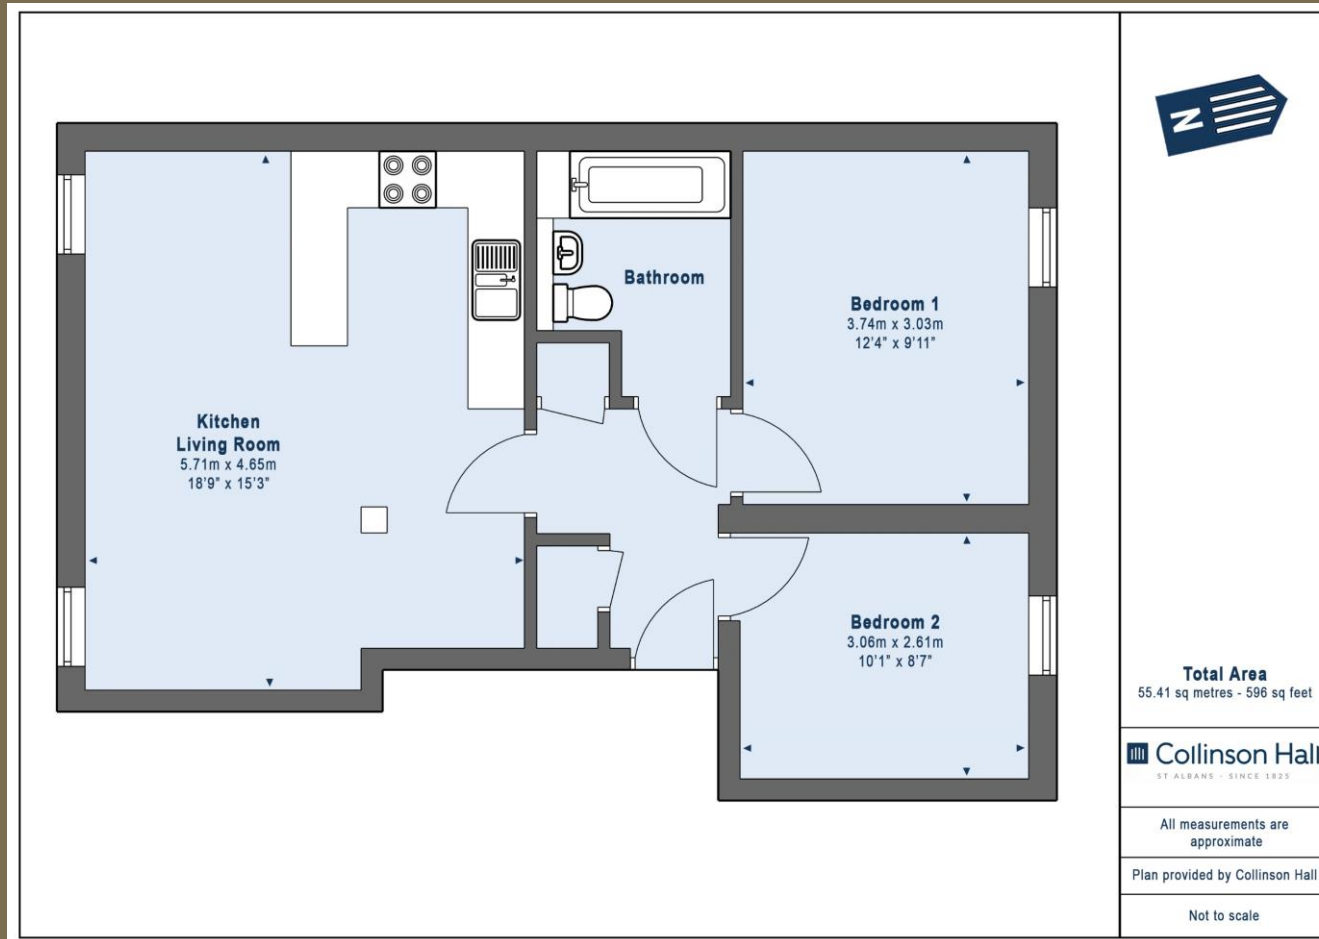 N
Bathroom
Bedroom 1
3.74m x 3.03m
12'4" x 9'11"
Kitchen
Living Room
5.71m x 4.65m
18'9" x 15'3"
Bedroom 2
3.06m x 2.61m
10'1" x 8'7"
Total Area
55.41 sq metres - 596 sq feet
Collinson Hall
ST ALBANS - SINCE 1825
All measurements are
approximate
Plan provided by Collinson Hall
Not to scale